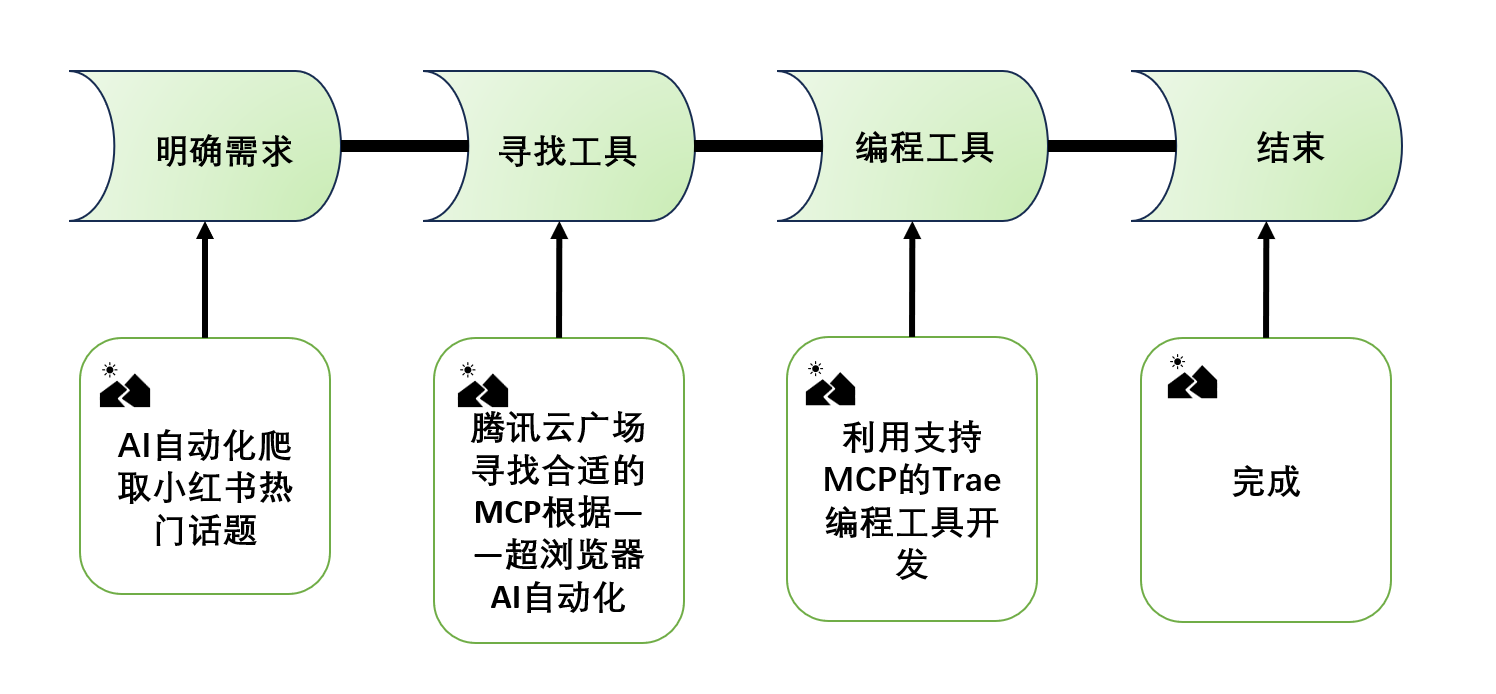 明确需求
寻找工具
编程工具
结束
AI自动化爬
取小红书热
门话题
腾讯云广场
寻找合适的
MCP根据—
—超浏览器
AI自动化
利用支持
MCP的Trae
编程工具开
发
完成